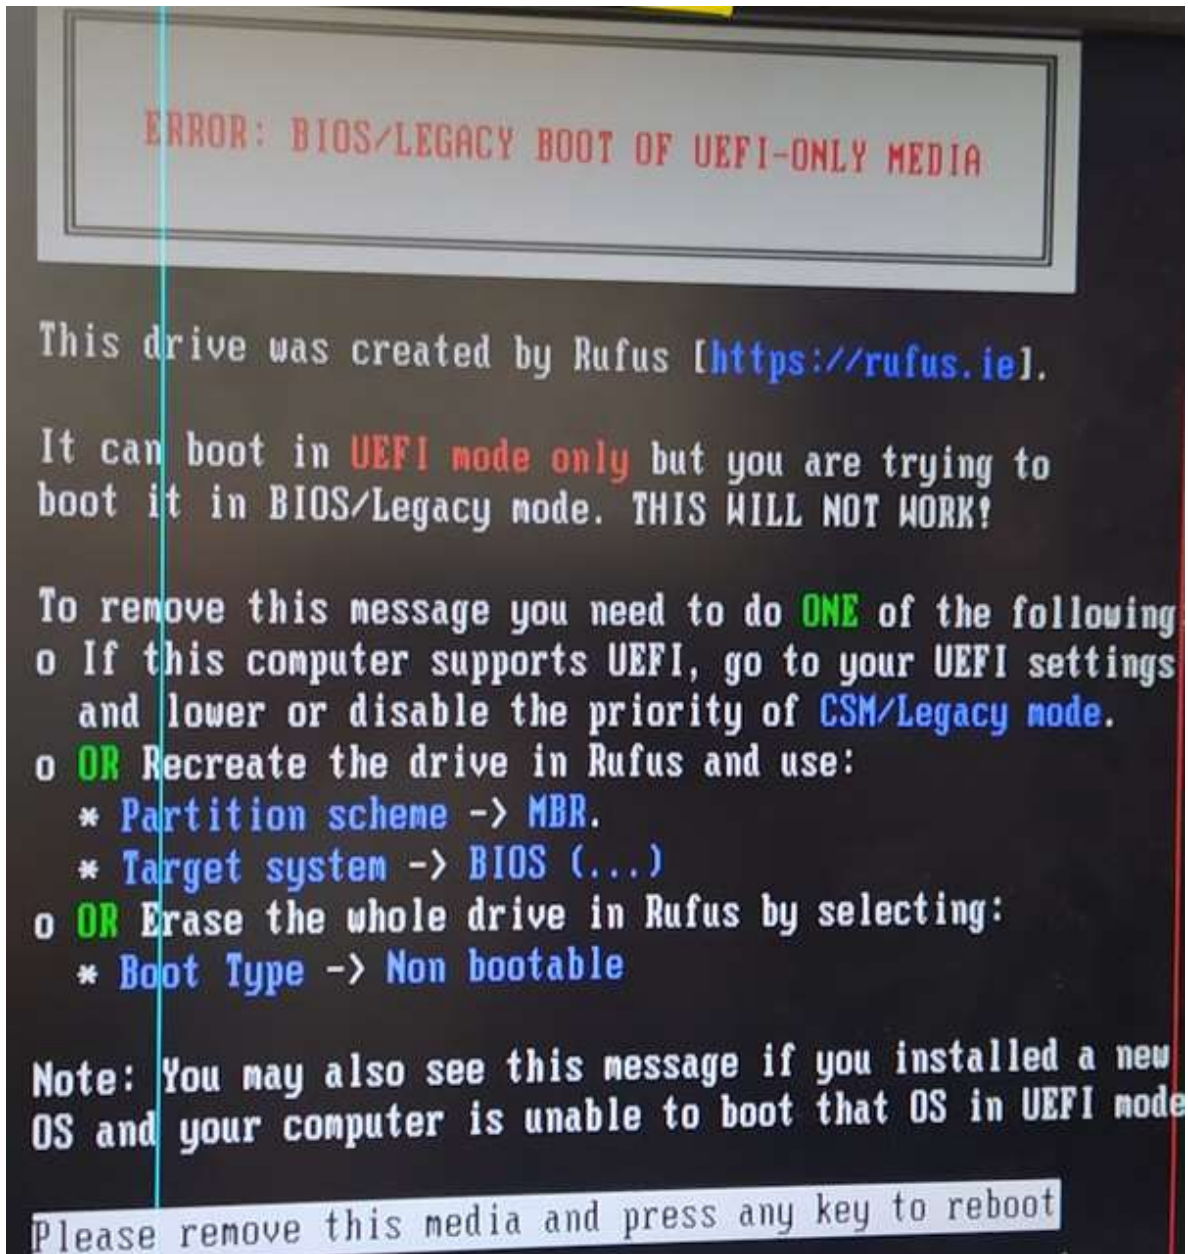 ERROR: BIOS/LEGACY BOOT OF UEFI-ONLY MEDIA
This drive was created by Rufus [https://rufus.ie].
It can boot in UEFI mode only but you are trying to
boot it in BIOS/Legacy mode. THIS WILL NOT WORK!
To remove this message you need to do ONE of the following
o If this computer supports UEFI, go to your UEFI settings
and lower or disable the priority of CSM/Legacy mode.
o OR Recreate the drive in Rufus and use:
* Partition scheme -> MBR.
* Target system -> BIOS (...)
o OR Erase the whole drive in Rufus by selecting:
* Boot Type -> Non bootable
Note: You may also see this message if you installed a new
OS and your computer is unable to boot that OS in UEFI mode
Please remove this media and press any key to reboot